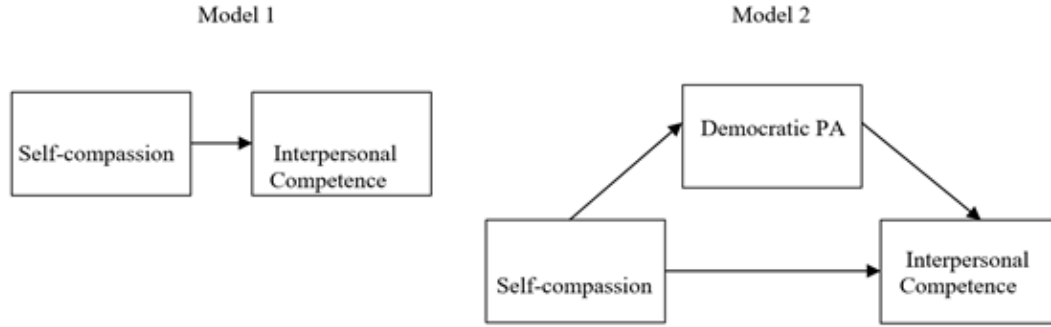 Model 1
Model 2
Self-compassion
Interpersonal
Competence
Democratic PA
Self-compassion
Interpersonal
Competence